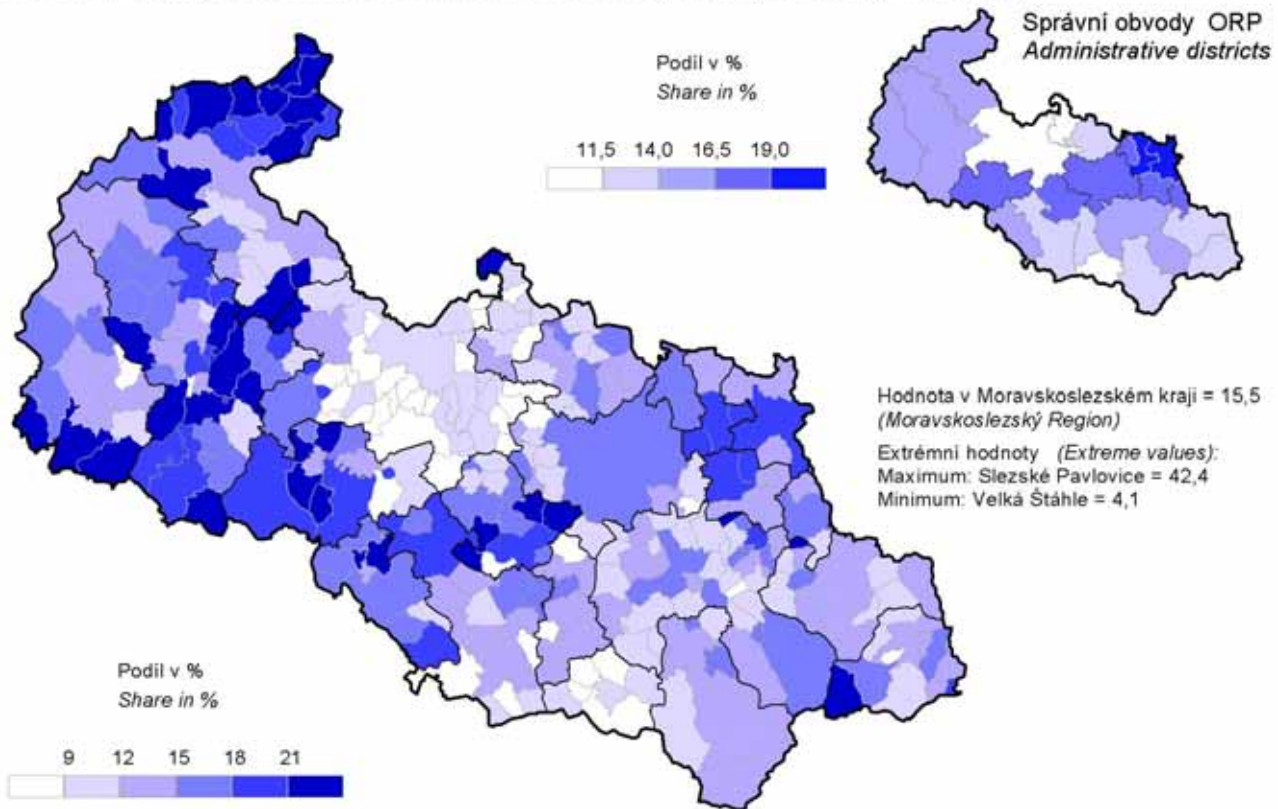 Správní obvody ORP
Administrative districts
Podíl v %
Share in %
11,5 14,0 16,5 19,0
Hodnota v Moravskoslezském kraji = 15,5
(Moravskoslezský Region)
Extrémní hodnoty (Extreme values):
Maximum: Slezské Pavlovice = 42,4
Minimum: Velká Štáhle = 4,1
Podíl v %
Share in %
9 12 15 18 21